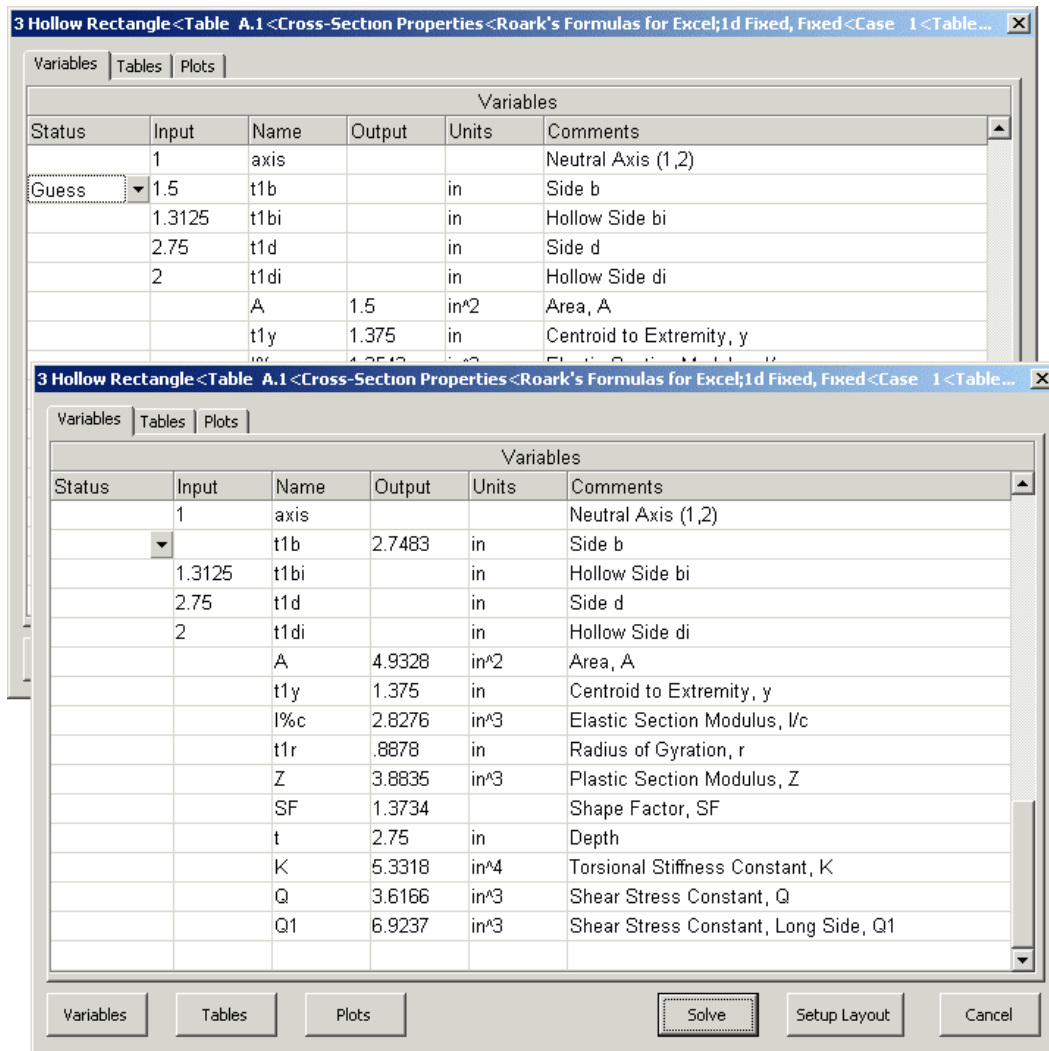 3 Hollow Rectangle<Table A.1<Cross-Section Properties<Roark's Formulas for Excel;1d Fixed, Fixed<Case 1<Table...
Variables Tables Plots
Variables
Status Input Name Output Units Comments
1 axis Neutral Axis (1,2)
Guess 1.5 t1b in Side b
1.3125 t1bi in Hollow Side bi
2.75 t1d in Side d
2 t1di in Hollow Side di
A 1.5 in^2 Area, A
t1y 1.375 in Centroid to Extremity, y
3 Hollow Rectangle<Table A.1<Cross-Section Properties<Roark's Formulas for Excel;1d Fixed, Fixed<Case 1<Table...
Variables Tables Plots
Variables
Status Input Name Output Units Comments
1 axis Neutral Axis (1,2)
t1b 2.7483 in Side b
1.3125 t1bi in Hollow Side bi
2.75 t1d in Side d
2 t1di in Hollow Side di
A 4.9328 in^2 Area, A
t1y 1.375 in Centroid to Extremity, y
I%c 2.8276 in^3 Elastic Section Modulus, I/c
t1r .8878 in Radius of Gyration, r
Z 3.8835 in^3 Plastic Section Modulus, Z
SF 1.3734 Shape Factor, SF
t 2.75 in Depth
K 5.3318 in^4 Torsional Stiffness Constant, K
Q 3.6166 in^3 Shear Stress Constant, Q
Q1 6.9237 in^3 Shear Stress Constant, Long Side, Q1
Variables Tables Plots Solve Setup Layout Cancel